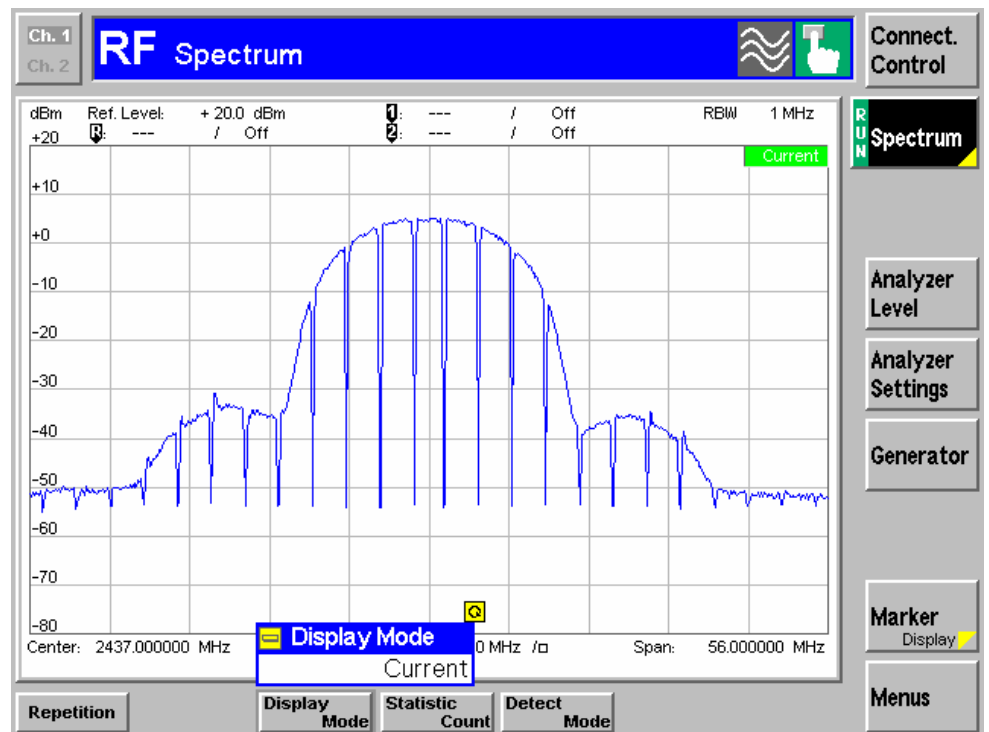 Ch. 1
Ch. 2
RF Spectrum
Connect.
Control
dBm Ref. Level: + 20.0 dBm 1: --- / Off RBW 1 MHz
+20 R: --- / Off 2: --- / Off
RUN
Spectrum
Current
+10
+0
-10
-20
-30
-40
-50
-60
-70
-80
Analyzer
Level
Analyzer
Settings
Generator
Marker
Display
Menus
Center: 2437.000000 MHz 0 MHz /◻ Span: 56.000000 MHz
Display Mode
Current
Repetition
Display
Mode
Statistic
Count
Detect
Mode